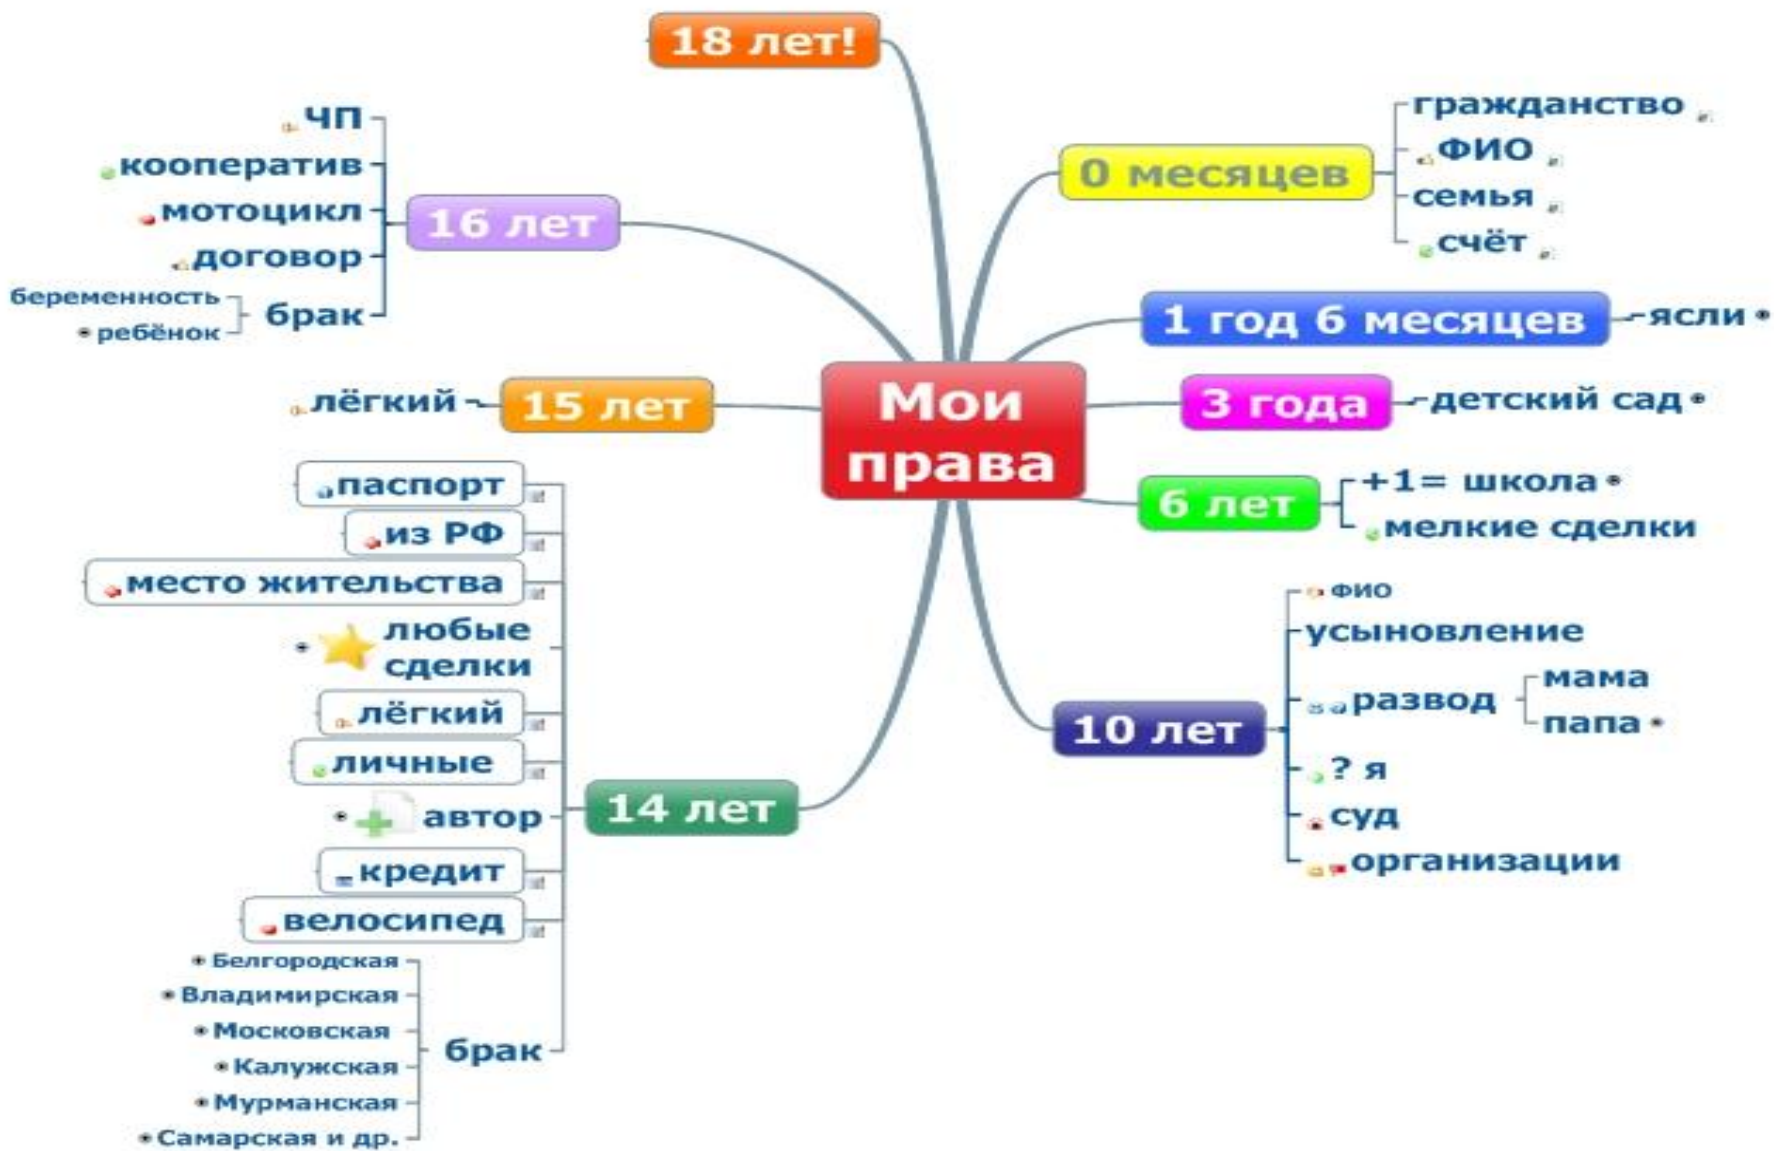 18 лет!
0 месяцев
гражданство
ФИО
семья
счёт
1 год 6 месяцев
ясли
3 года
детский сад
6 лет
+1= школа
мелкие сделки
10 лет
ФИО
усыновление
развод
мама
папа
? я
суд
организации
Мои
права
16 лет
ЧП
кооператив
мотоцикл
договор
брак
беременность
ребёнок
15 лет
лёгкий
14 лет
паспорт
из РФ
место жительства
любые
сделки
лёгкий
личные
автор
кредит
велосипед
брак
Белгородская
Владимирская
Московская
Калужская
Мурманская
Самарская и др.